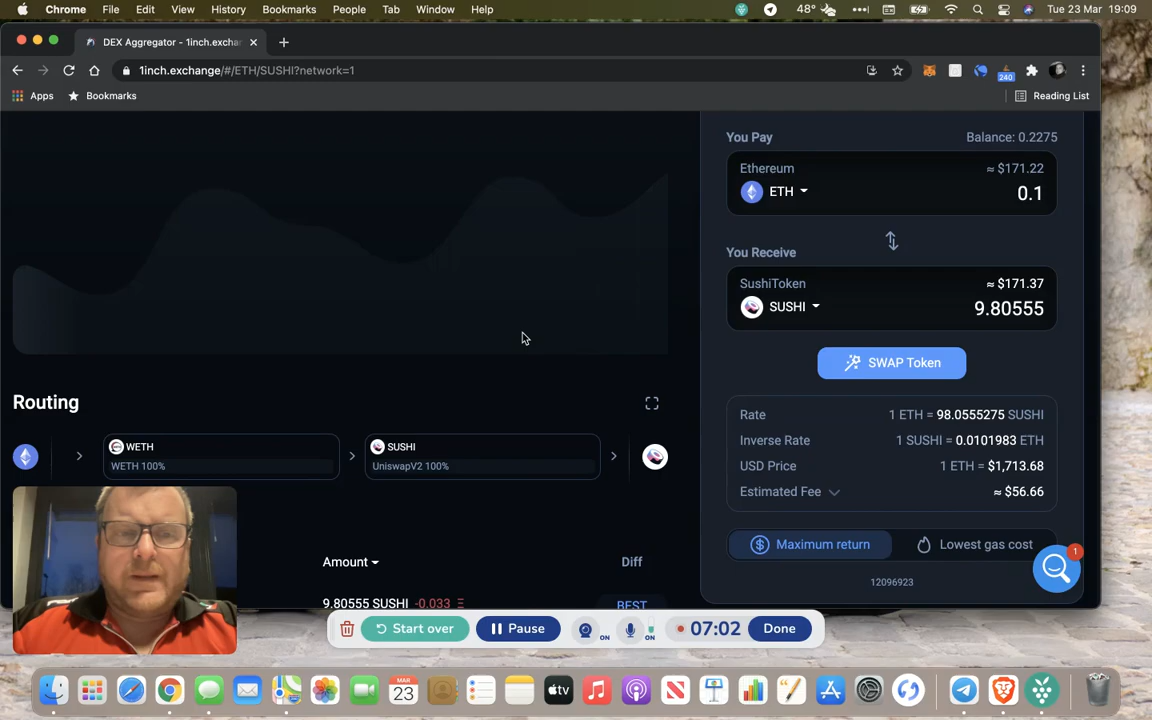 Chrome File Edit View History Bookmarks People Tab Window Help 48° Tue 23 Mar 19:09
DEX Aggregator - 1inch.exchan
1inch.exchange/#/ETH/SUSHI?network=1 240
Apps Bookmarks Reading List
You Pay Balance: 0.2275
Ethereum ≈ $171.22
ETH 0.1
You Receive
SushiToken ≈ $171.37
SUSHI 9.80555
SWAP Token
Routing
WETH
WETH 100%
SUSHI
UniswapV2 100%
Rate 1 ETH = 98.0555275 SUSHI
Inverse Rate 1 SUSHI = 0.0101983 ETH
USD Price 1 ETH = $1,713.68
Estimated Fee ≈ $56.66
Maximum return Lowest gas cost
1
12096923
Amount Diff
9.80555 SUSHI -0.033 Ξ BEST
Start over Pause ON ON 07:02 Done
MAR
23
tv